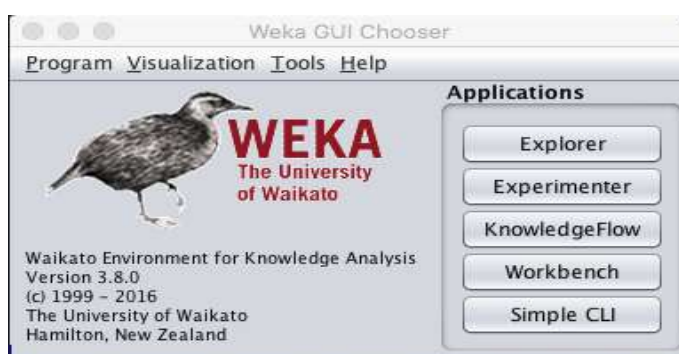 Weka GUI Chooser
Program Visualization Tools Help
WEKA
The University
of Waikato
Waikato Environment for Knowledge Analysis
Version 3.8.0
(c) 1999 - 2016
The University of Waikato
Hamilton, New Zealand
Applications
Explorer
Experimenter
KnowledgeFlow
Workbench
Simple CLI